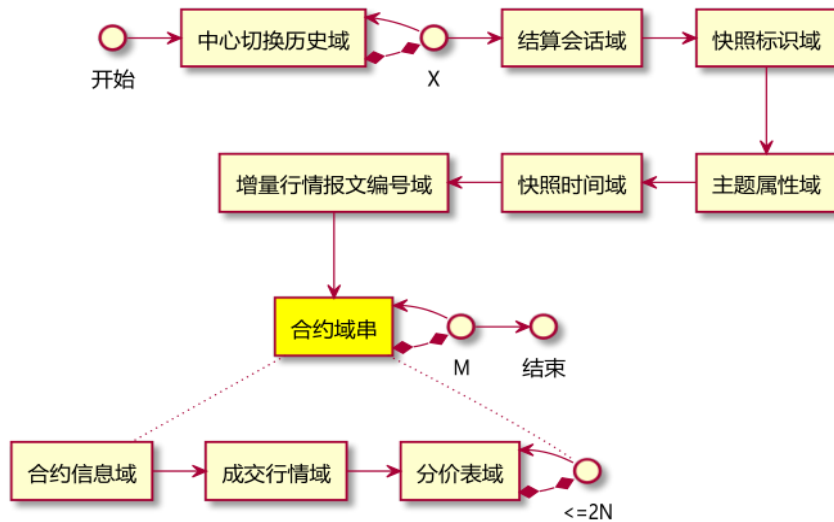 中心切换历史域
结算会话域
快照标识域
开始
X
增量行情报文编号域
快照时间域
主题属性域
合约域串
M
结束
合约信息域
成交行情域
分价表域
<=2N